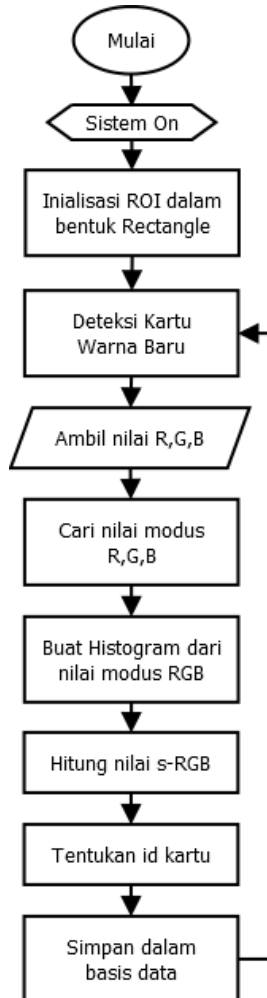 Mulai
Sistem On
Inialisasi ROI dalam
bentuk Rectangle
Deteksi Kartu
Warna Baru
Ambil nilai R,G,B
Cari nilai modus
R,G,B
Buat Histogram dari
nilai modus RGB
Hitung nilai s-RGB
Tentukan id kartu
Simpan dalam
basis data